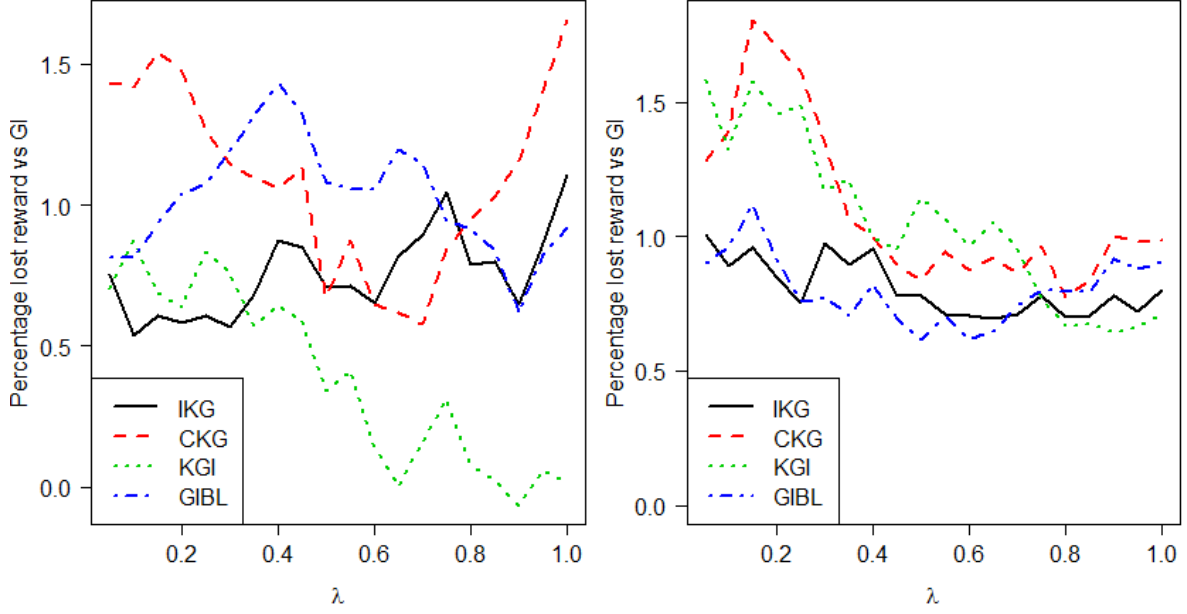 Percentage lost reward vs GI
1.5
1.0
0.5
0.0
IKG
CKG
KGI
GIBL
0.2 0.4 0.6 0.8 1.0
λ
Percentage lost reward vs GI
1.5
1.0
0.5
0.0
IKG
CKG
KGI
GIBL
0.2 0.4 0.6 0.8 1.0
λ